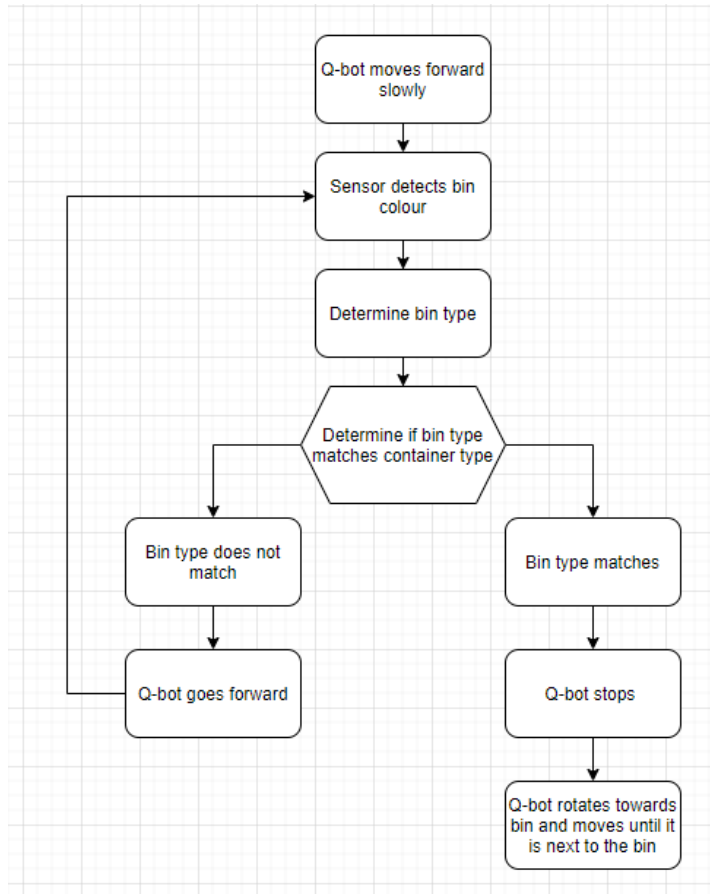 Q-bot moves forward
slowly
Sensor detects bin
colour
Determine bin type
Determine if bin type
matches container type
Bin type does not
match
Bin type matches
Q-bot goes forward
Q-bot stops
Q-bot rotates towards
bin and moves until it
is next to the bin